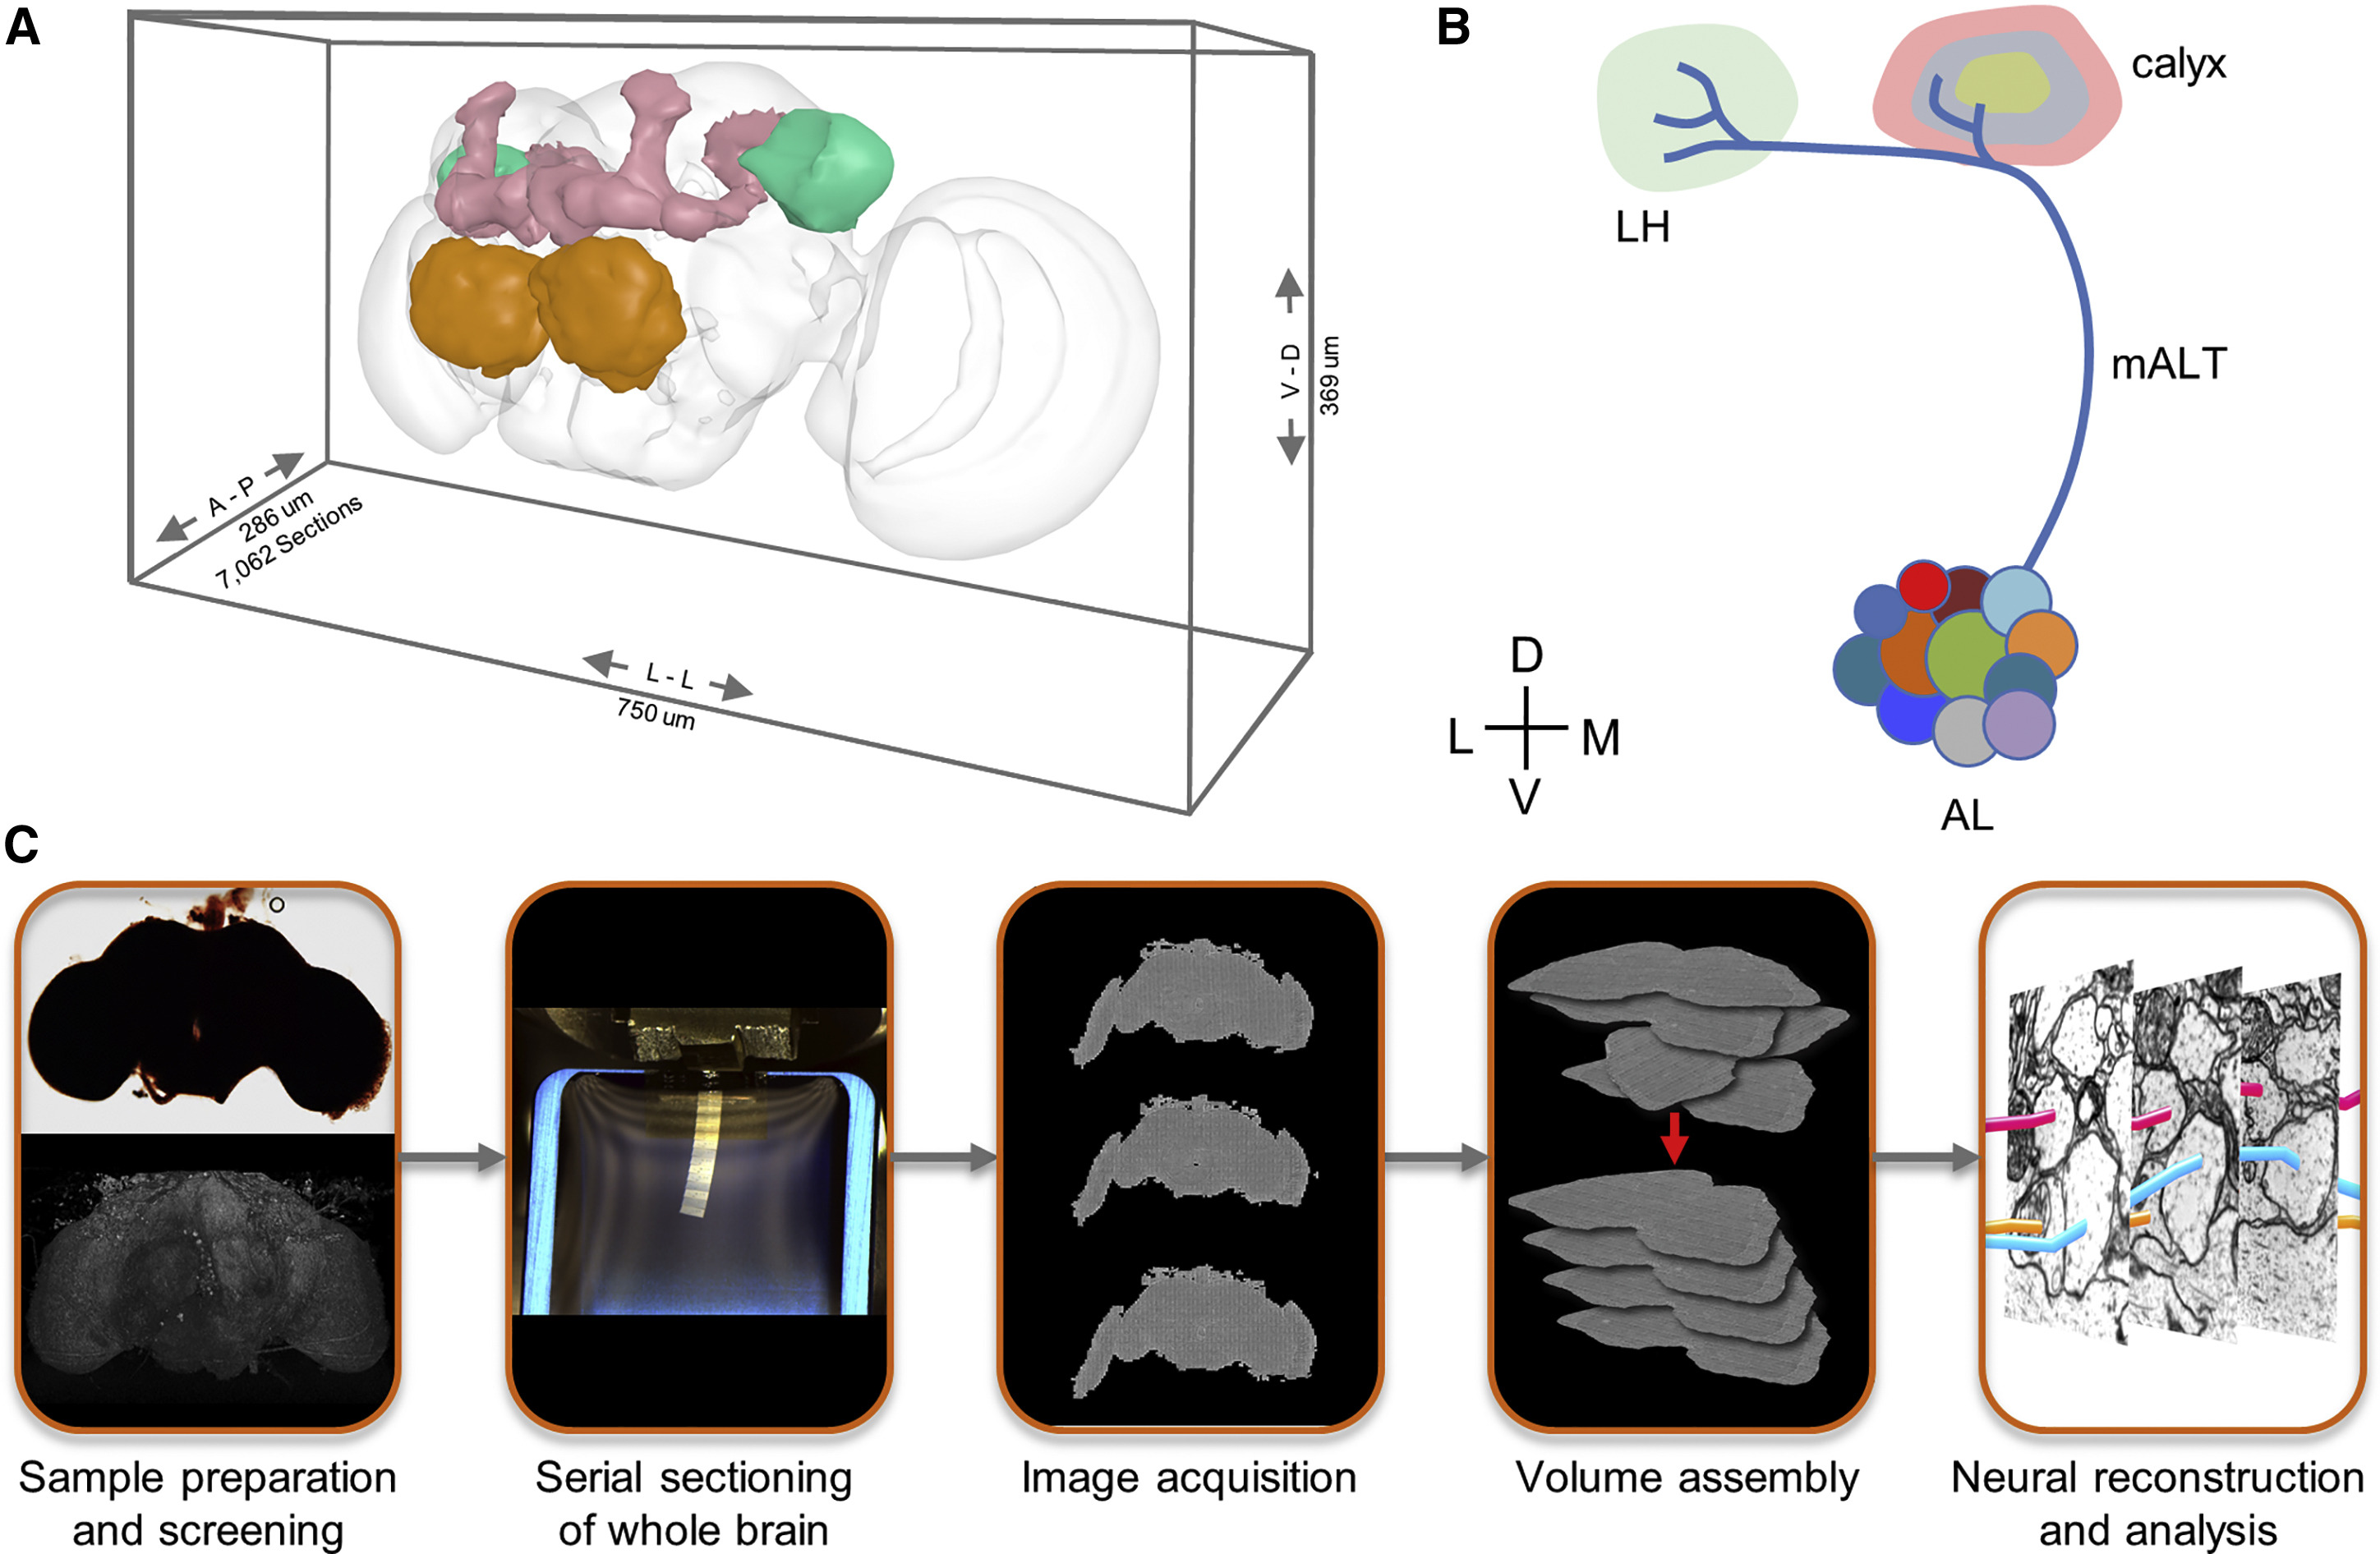 A
A - P
286 um
7,062 Sections
L - L
750 um
V - D
369 um
B
LH
calyx
mALT
AL
D
L
M
V
C
Sample preparation
and screening
Serial sectioning
of whole brain
Image acquisition
Volume assembly
Neural reconstruction
and analysis